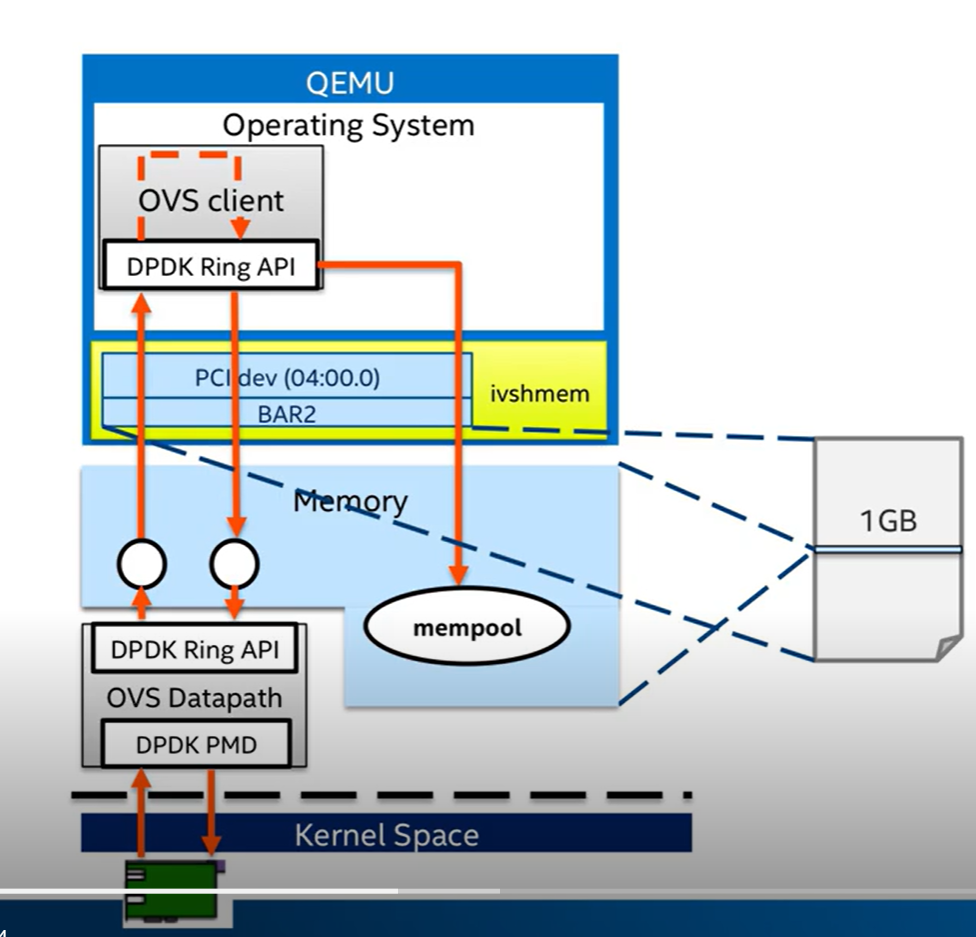 QEMU
Operating System
OVS client
DPDK Ring API
PCI dev (04:00.0)
BAR2
ivshmem
Memory
1GB
mempool
DPDK Ring API
OVS Datapath
DPDK PMD
Kernel Space